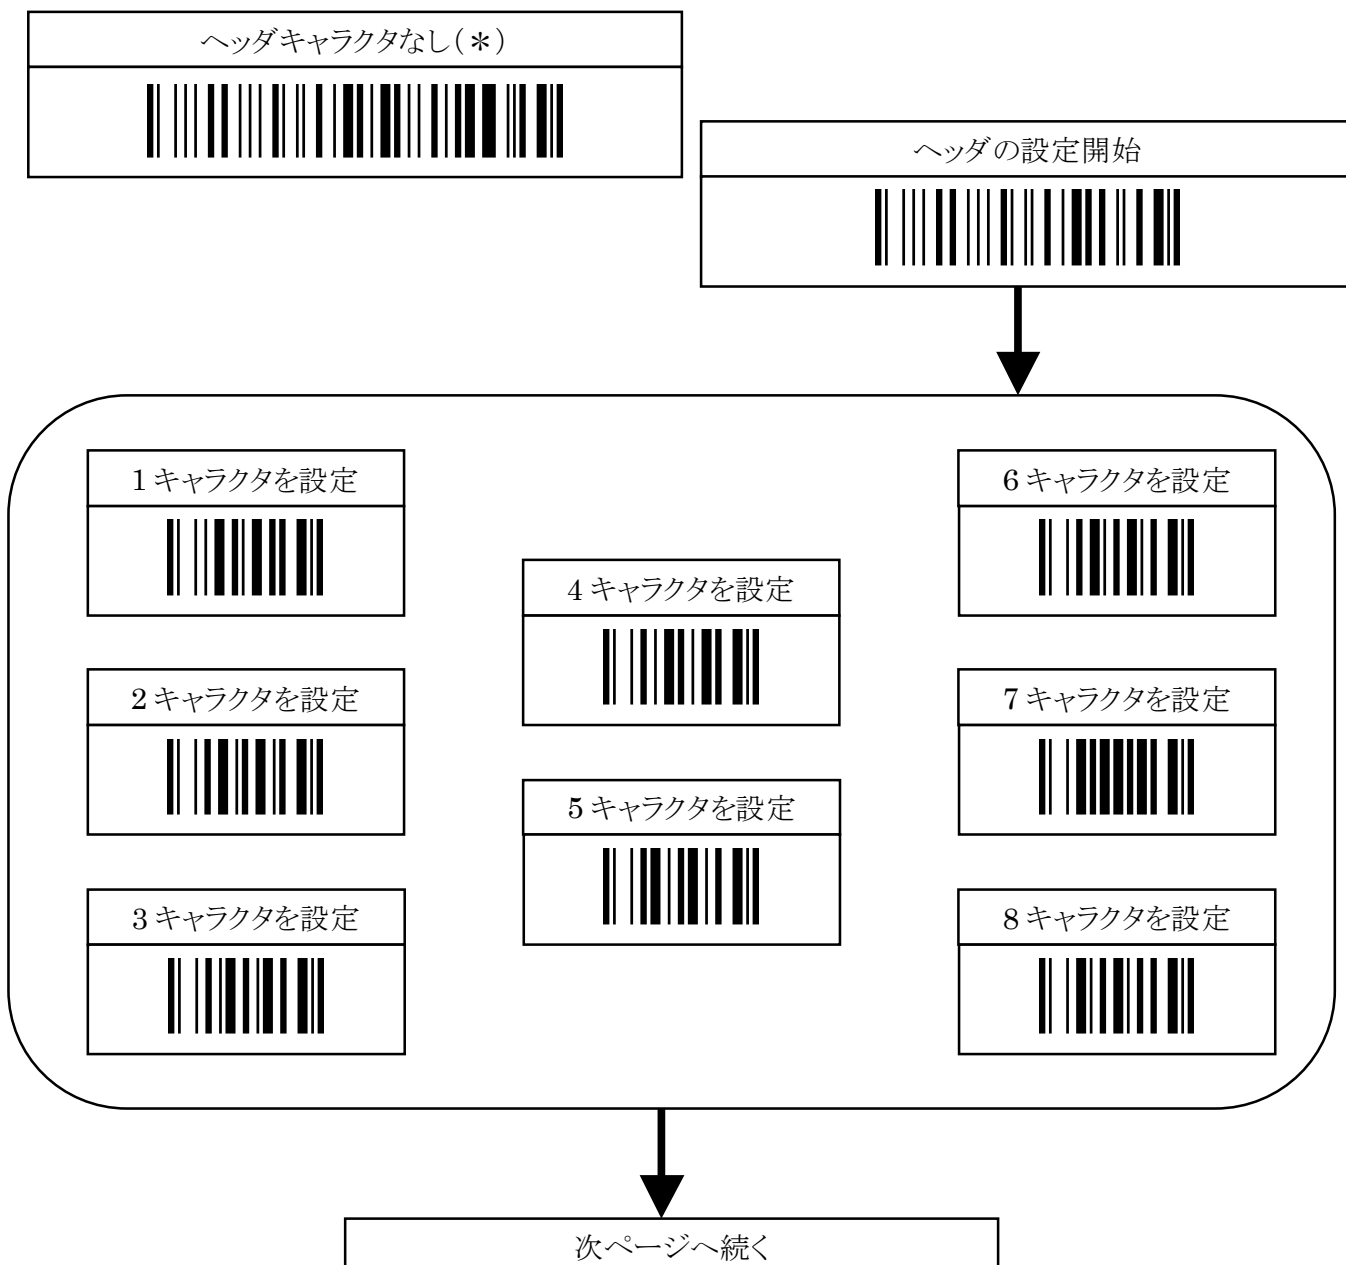 ヘッダキャラクタなし(＊)
ヘッダの設定開始
1キャラクタを設定
2キャラクタを設定
3キャラクタを設定
4キャラクタを設定
5キャラクタを設定
6キャラクタを設定
7キャラクタを設定
8キャラクタを設定
次ページへ続く